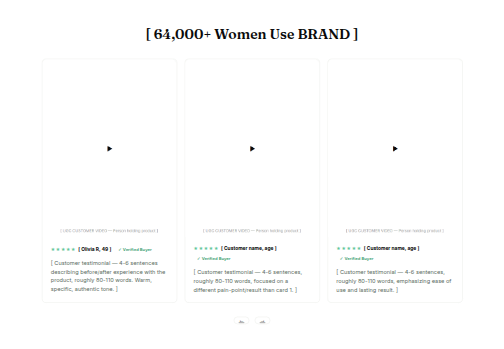 [ 64,000+ Women Use BRAND ]
[ UGC CUSTOMER VIDEO — Person holding product ]
★★★★★ [ Olivia R, 49 ] ✓ Verified Buyer
[ Customer testimonial — 4-6 sentences
describing before/after experience with the
product, roughly 80-110 words. Warm,
specific, authentic tone. ]
[ UGC CUSTOMER VIDEO — Person holding product ]
★★★★★ [ Customer name, age ]
✓ Verified Buyer
[ Customer testimonial — 4-6 sentences,
roughly 80-110 words, focused on a
different pain-point/result than card 1. ]
[ UGC CUSTOMER VIDEO — Person holding product ]
★★★★★ [ Customer name, age ]
✓ Verified Buyer
[ Customer testimonial — 4-6 sentences,
roughly 80-110 words, emphasizing ease of
use and lasting result. ]